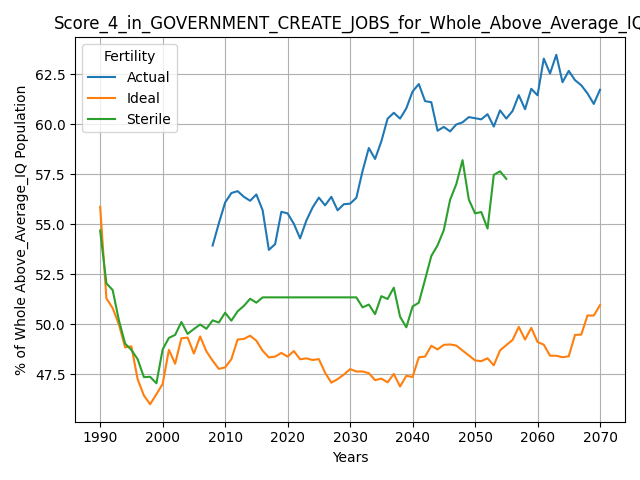 Score_4_in_GOVERNMENT_CREATE_JOBS_for_Whole_Above_Average_IQ
Fertility
Actual
Ideal
Sterile
% of Whole Above_Average_IQ Population
62.5
60.0
57.5
55.0
52.5
50.0
47.5
1990 2000 2010 2020 2030 2040 2050 2060 2070
Years